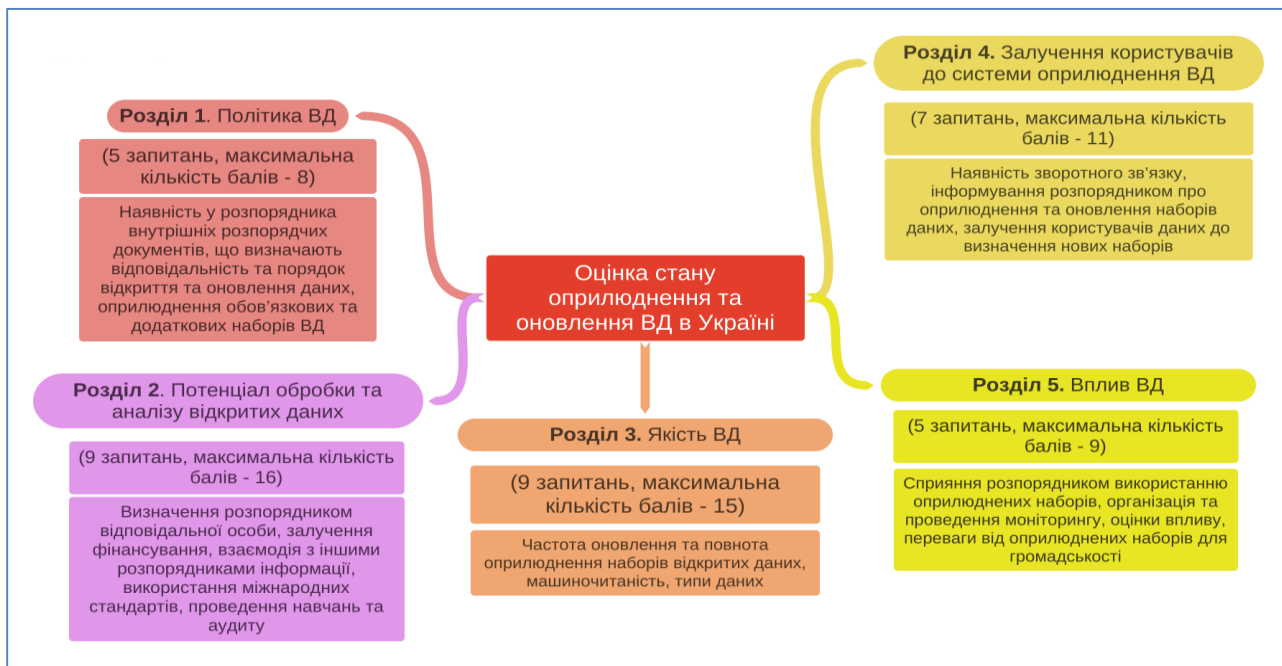 Розділ 1. Політика ВД
(5 запитань, максимальна
кількість балів - 8)
Наявність у розпорядника
внутрішніх розпорядчих
документів, що визначають
відповідальність та порядок
відкриття та оновлення даних,
оприлюднення обов’язкових та
додаткових наборів ВД
Розділ 2. Потенціал обробки та
аналізу відкритих даних
(9 запитань, максимальна кількість
балів - 16)
Визначення розпорядником
відповідальної особи, залучення
фінансування, взаємодія з іншими
розпорядниками інформації,
використання міжнародних
стандартів, проведення навчань та
аудиту
Оцінка стану
оприлюднення та
оновлення ВД в Україні
Розділ 3. Якість ВД
(9 запитань, максимальна
кількість балів - 15)
Частота оновлення та повнота
оприлюднення наборів відкритих даних,
машиночитаність, типи даних
Розділ 4. Залучення користувачів
до системи оприлюднення ВД
(7 запитань, максимальна кількість
балів - 11)
Наявність зворотного зв’язку,
інформування розпорядником про
оприлюднення та оновлення наборів
даних, залучення користувачів даних до
визначення нових наборів
Розділ 5. Вплив ВД
(5 запитань, максимальна кількість
балів - 9)
Сприяння розпорядником використанню
оприлюднених наборів, організація та
проведення моніторингу, оцінки впливу,
переваги від оприлюднених наборів для
громадськості